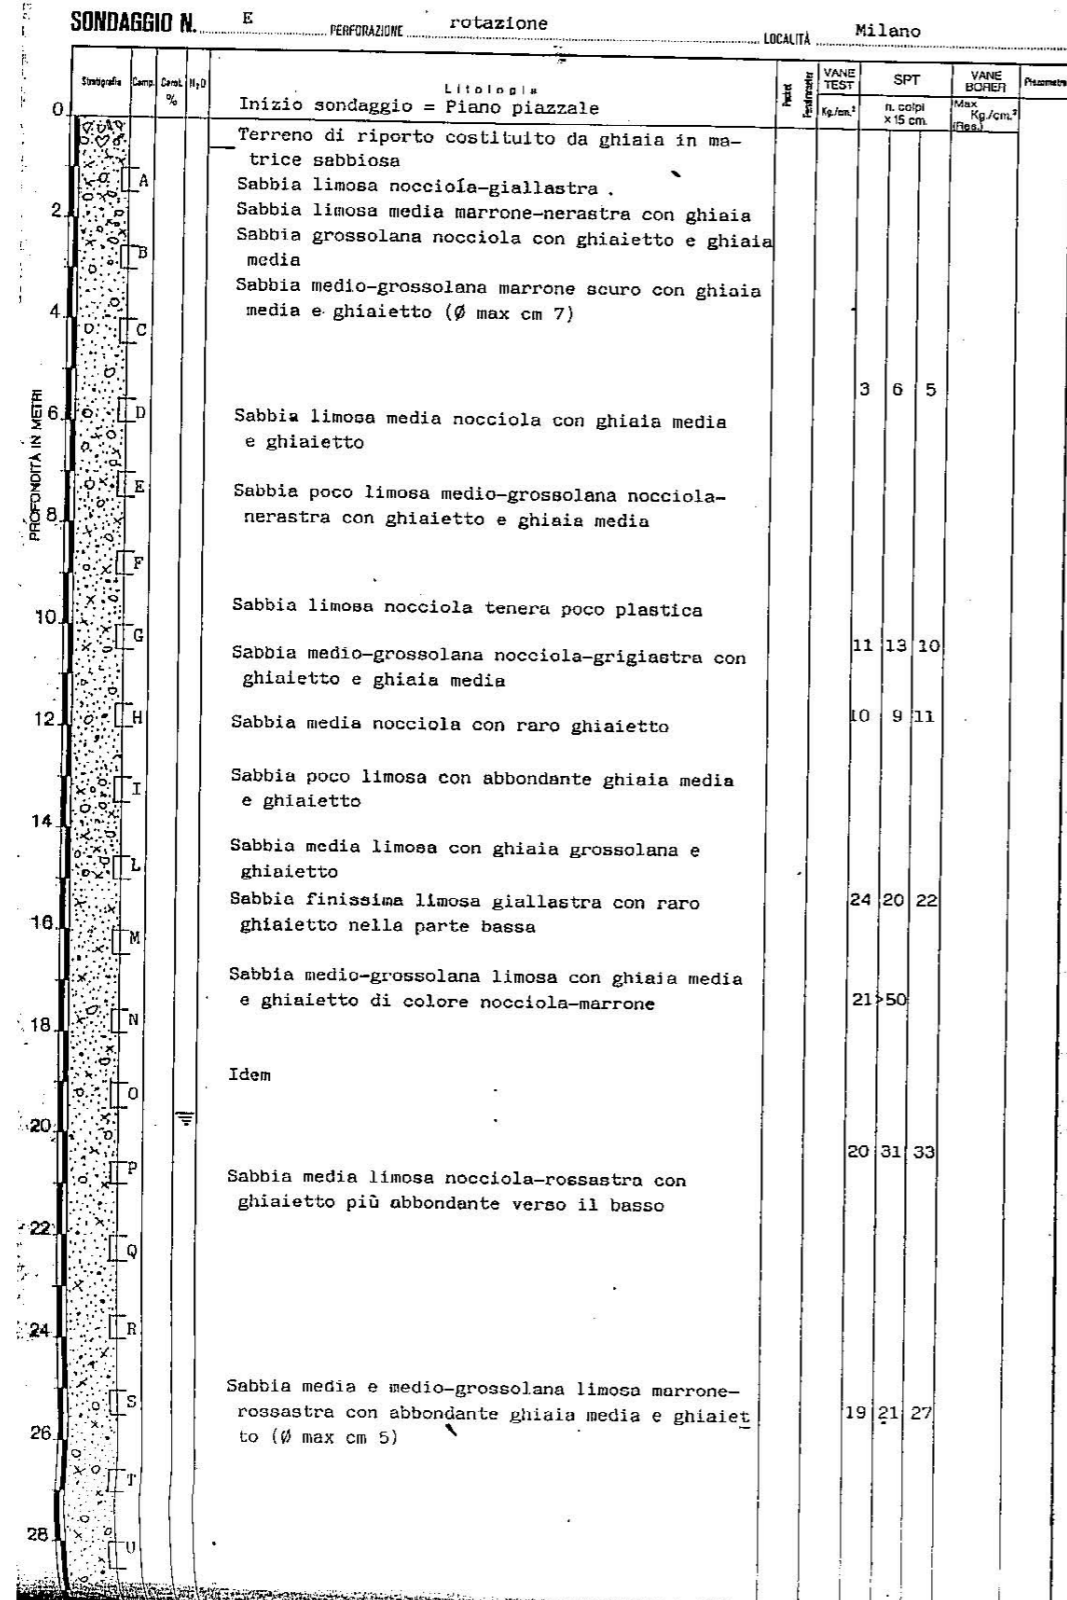 SONDAGGIO N. E PERFORAZIONE rotazione LOCALITÀ Milano
Stratigrafia Camp. Carot. % H₂O Litologia Pocket Penetrometer VANE TEST Kg./cm.² SPT n. colpi x 15 cm. VANE BORER Max Kg./cm.² (Res.) Piezometro
0 Inizio sondaggio = Piano piazzale
Terreno di riporto costituito da ghiaia in ma-
trice sabbiosa
A Sabbia limosa nocciola-giallastra .
2 Sabbia limosa media marrone-nerastra con ghiaia
B Sabbia grossolana nocciola con ghiaietto e ghiaia
media
Sabbia medio-grossolana marrone scuro con ghiaia
4 media e ghiaietto (Ø max cm 7)
C
3 6 5
PROFONDITÀ IN METRI
6 D Sabbia limosa media nocciola con ghiaia media
e ghiaietto
E Sabbia poco limosa medio-grossolana nocciola-
8 nerastra con ghiaietto e ghiaia media
F
10 Sabbia limosa nocciola tenera poco plastica
G 11 13 10
Sabbia medio-grossolana nocciola-grigiastra con
ghiaietto e ghiaia media
12 H Sabbia media nocciola con raro ghiaietto 10 9 11
I Sabbia poco limosa con abbondante ghiaia media
e ghiaietto
14
Sabbia media limosa con ghiaia grossolana e
L ghiaietto
Sabbia finissima limosa giallastra con raro 24 20 22
16 ghiaietto nella parte bassa
M
Sabbia medio-grossolana limosa con ghiaia media
e ghiaietto di colore nocciola-marrone 21 >50
18 N
Idem
O
20
20 31 33
P Sabbia media limosa nocciola-rossastra con
ghiaietto più abbondante verso il basso
22
Q
24 R
Sabbia media e medio-grossolana limosa marrone-
S rossastra con abbondante ghiaia media e ghiaiet 19 21 27
26 to (Ø max cm 5)
T
28
U